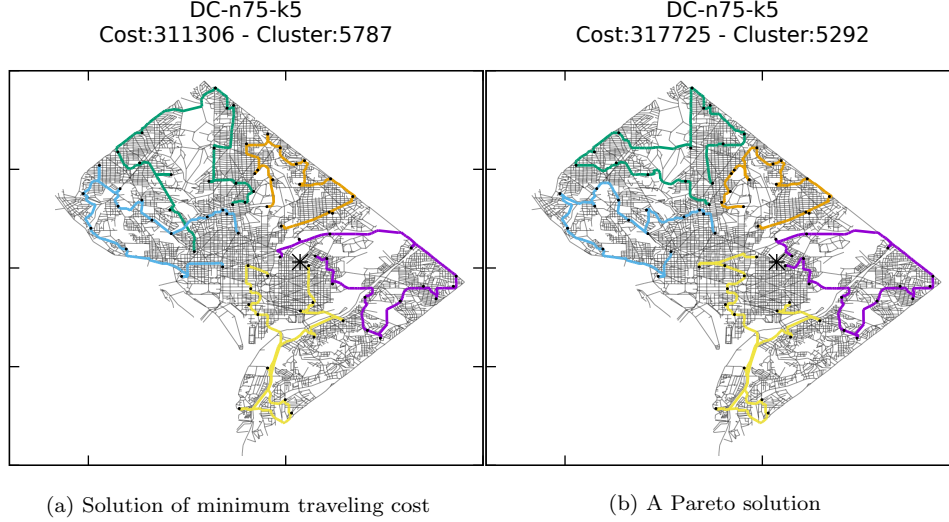 DC-n75-k5
Cost:311306 - Cluster:5787
DC-n75-k5
Cost:317725 - Cluster:5292
(a) Solution of minimum traveling cost
(b) A Pareto solution